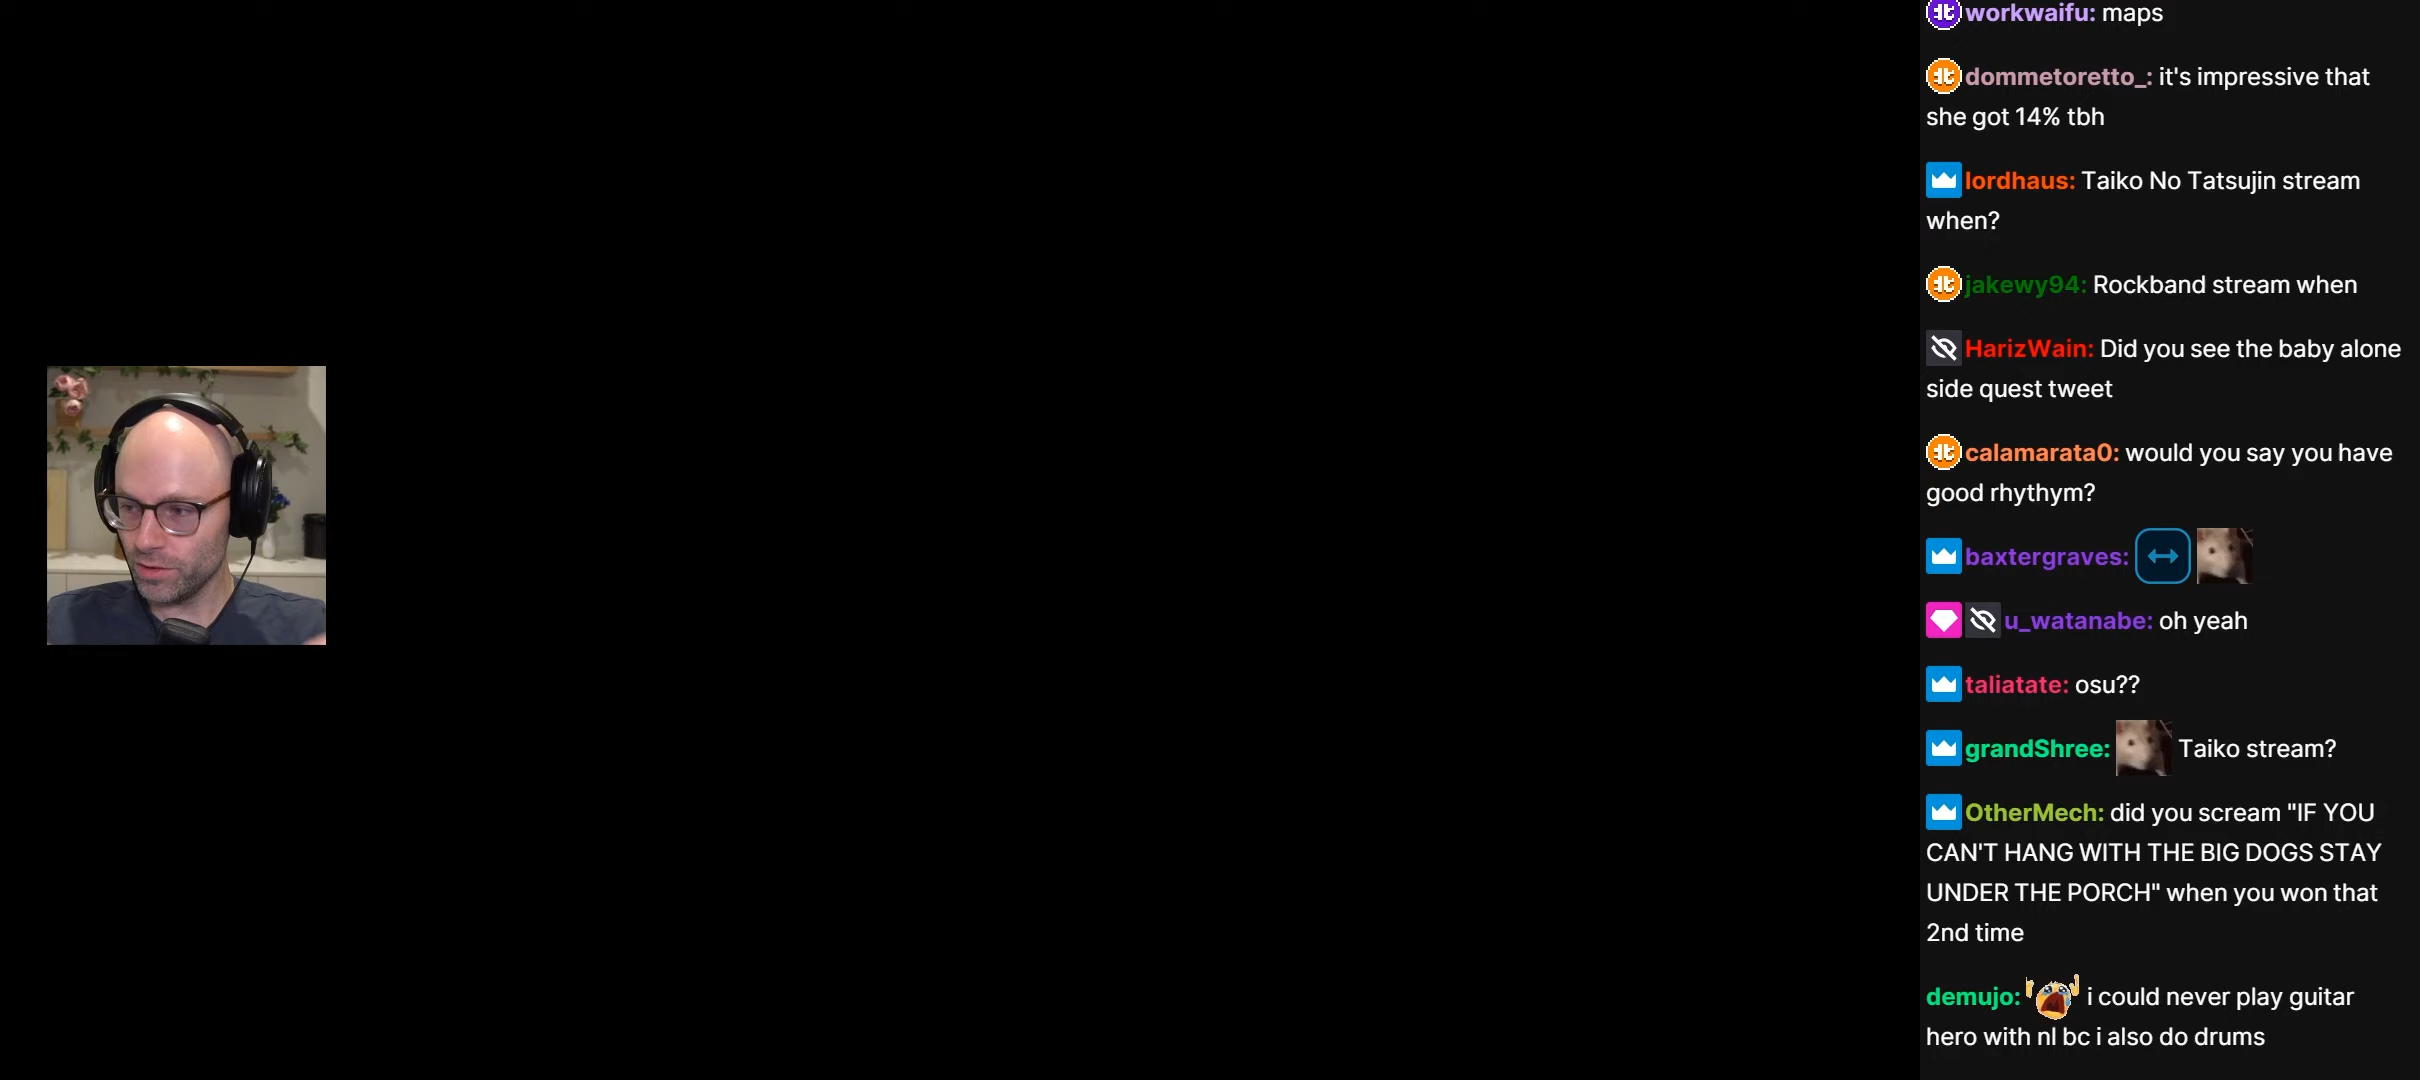 workwaifu: maps
dommetoretto_: it's impressive that
she got 14% tbh
lordhaus: Taiko No Tatsujin stream
when?
jakewy94: Rockband stream when
HarizWain: Did you see the baby alone
side quest tweet
calamarata0: would you say you have
good rhythym?
baxtergraves:
u_watanabe: oh yeah
taliatate: osu??
grandShree: Taiko stream?
OtherMech: did you scream "IF YOU
CAN'T HANG WITH THE BIG DOGS STAY
UNDER THE PORCH" when you won that
2nd time
demujo: i could never play guitar
hero with nl bc i also do drums